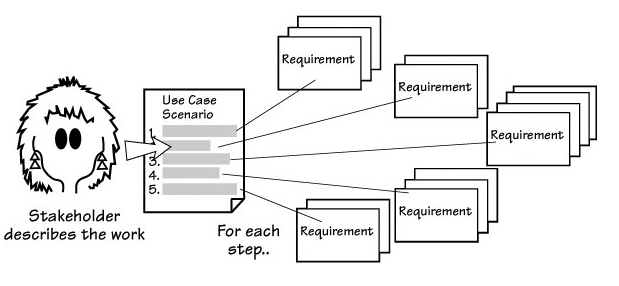 Use Case
Scenario
1.
3.
4.
5.
Stakeholder
describes the work
For each
step..
Requirement
Requirement
Requirement
Requirement
Requirement